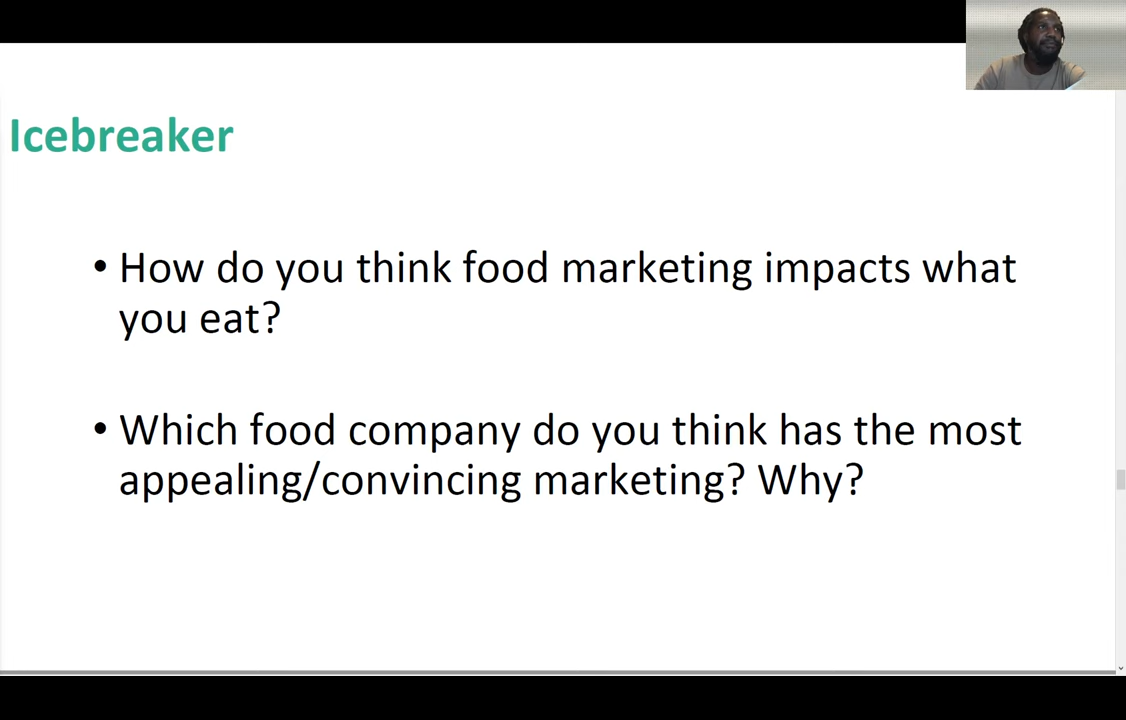 Icebreaker
• How do you think food marketing impacts what
you eat?
• Which food company do you think has the most
appealing/convincing marketing? Why?